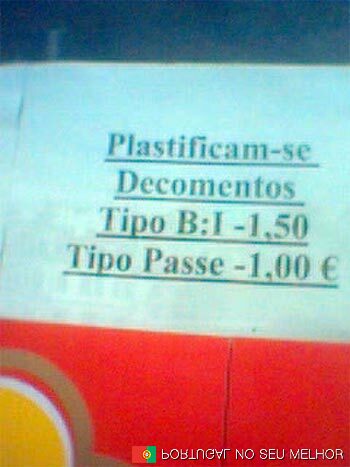 Plastificam-se
Decomentos
Tipo B:I -1,50
Tipo Passe -1,00 €
PORTUGAL NO SEU MELHOR